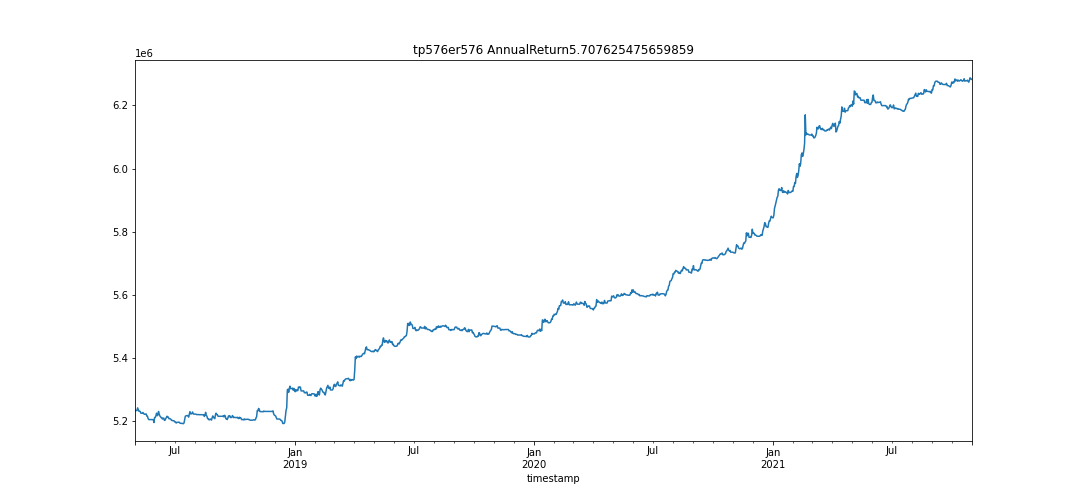 tp576er576 AnnualReturn5.707625475659859
1e6
6.2
6.0
5.8
5.6
5.4
5.2
Jul Jan Jul Jan Jul Jan Jul
2019 2020 2021
timestamp